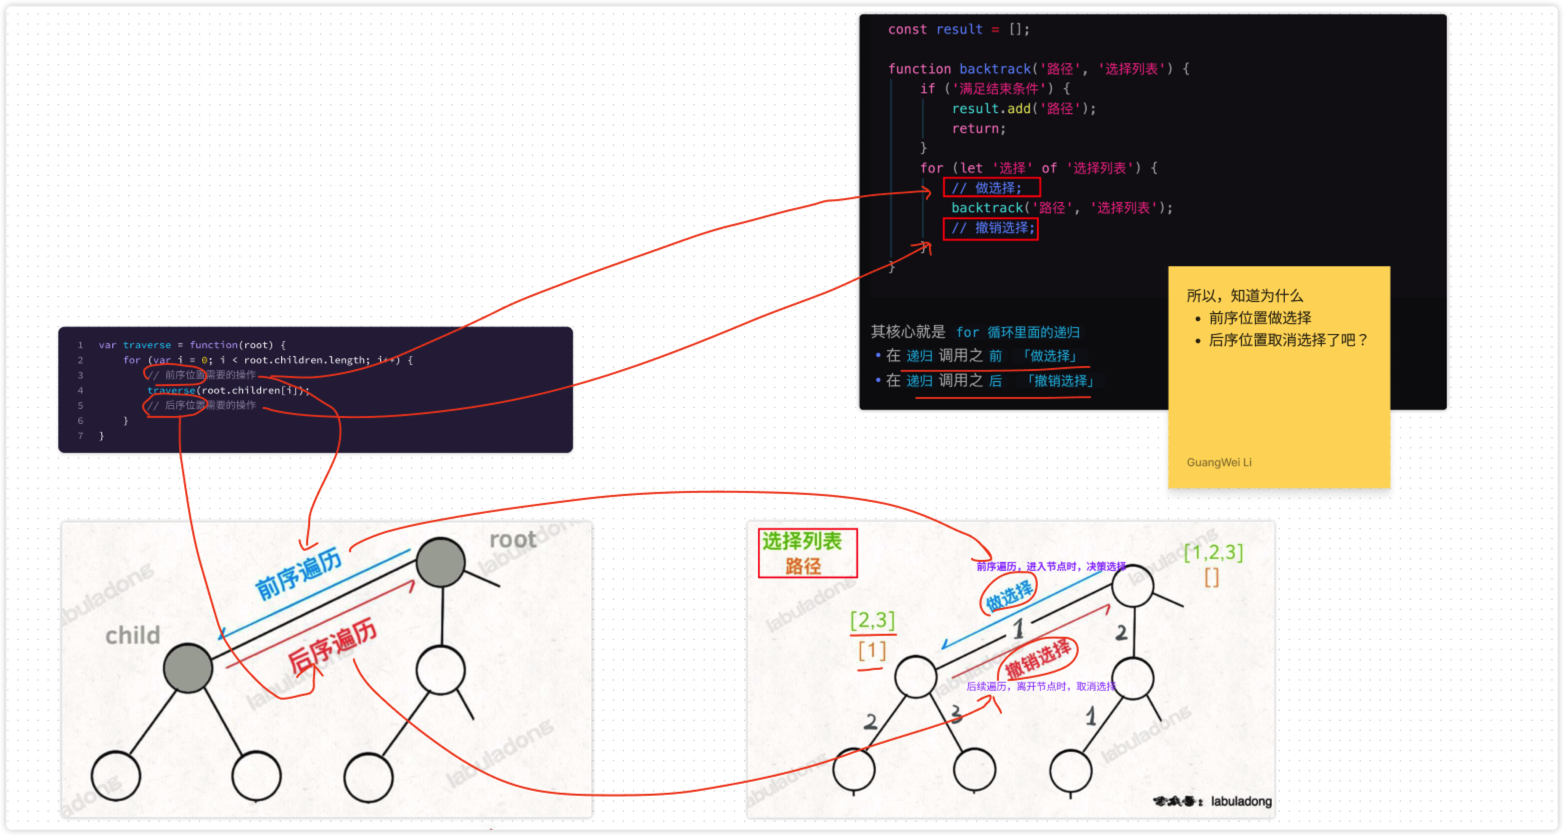 const result = [];
function backtrack('路径', '选择列表') {
if ('满足结束条件') {
result.add('路径');
return;
}
for (let '选择' of '选择列表') {
// 做选择;
backtrack('路径', '选择列表');
// 撤销选择;
}
}
其核心就是 for 循环里面的递归
• 在 递归 调用之 前 「做选择」
• 在 递归 调用之 后 「撤销选择」
所以，知道为什么
• 前序位置做选择
• 后序位置取消选择了吧？
GuangWei Li
1 var traverse = function(root) {
2 for (var i = 0; i < root.children.length; i++) {
3 // 前序位置需要的操作
4 traverse(root.children[i]);
5 // 后序位置需要的操作
6 }
7 }
root
前序遍历
child
后序遍历
labuladong
labuladong
labuladong
labuladong
选择列表
路径
[1,2,3]
[]
前序遍历，进入节点时，决策选择
做选择
[2,3]
[1]
1
2
撤销选择
后续遍历，离开节点时，取消选择
2
3
1
labuladong
labuladong
labuladong
labuladong
labuladong
labuladong